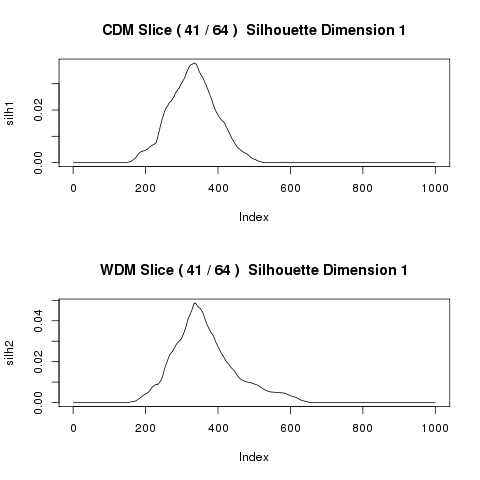 CDM Slice ( 41 / 64 )  Silhouette Dimension 1
silh1
0.02
0.00
0 200 400 600 800 1000
Index
WDM Slice ( 41 / 64 )  Silhouette Dimension 1
silh2
0.04
0.02
0.00
0 200 400 600 800 1000
Index